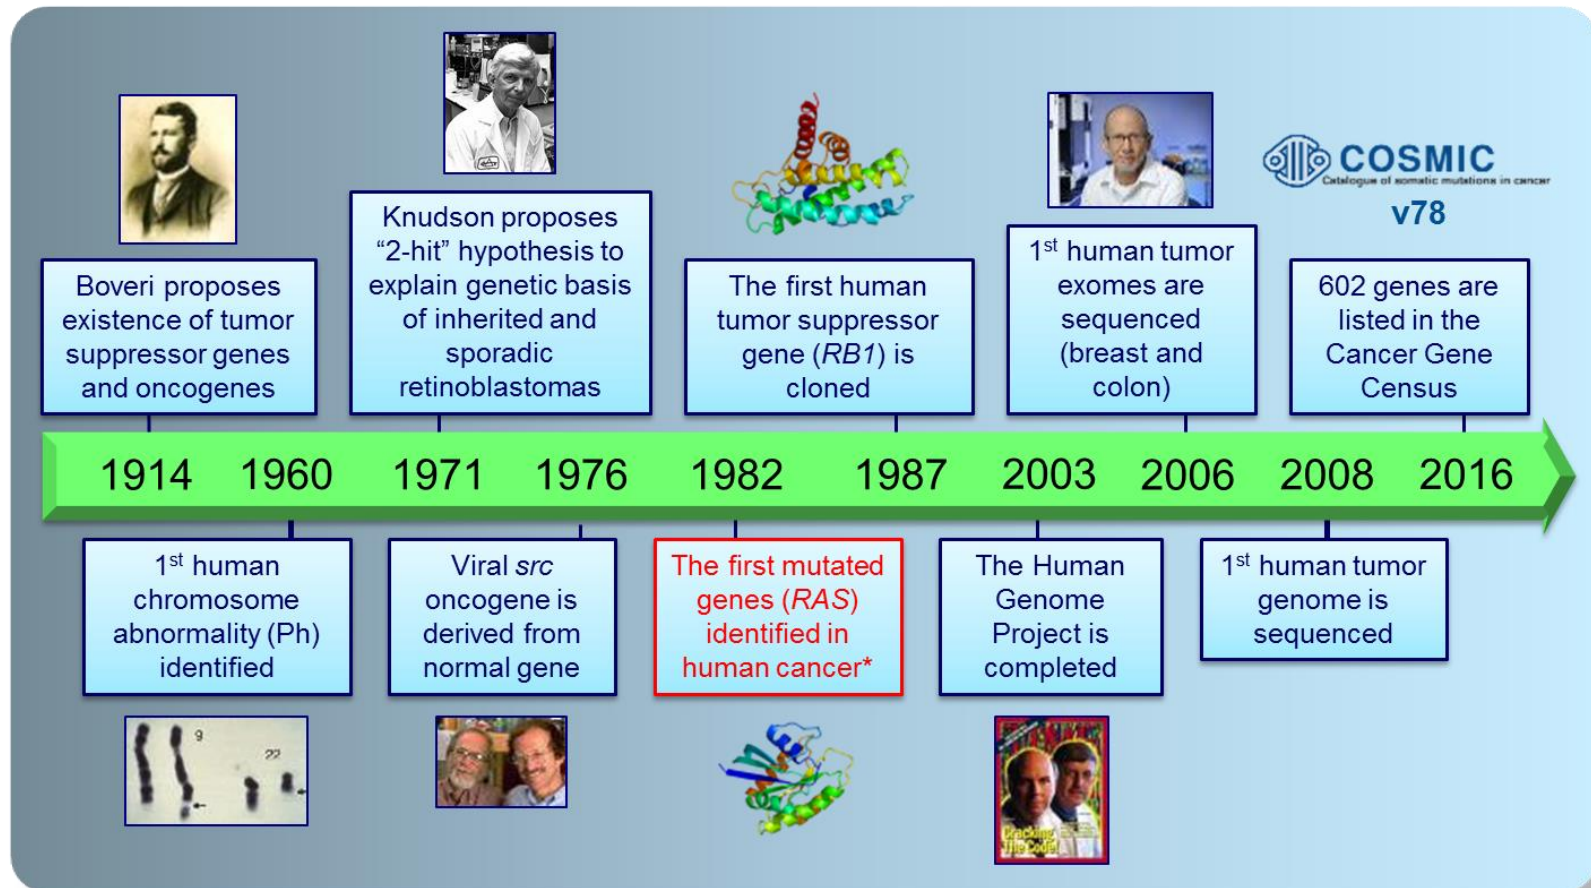 COSMIC
Catalogue of somatic mutations in cancer
v78
Boveri proposes
existence of tumor
suppressor genes
and oncogenes
Knudson proposes
“2-hit” hypothesis to
explain genetic basis
of inherited and
sporadic
retinoblastomas
The first human
tumor suppressor
gene (RB1) is
cloned
1st human tumor
exomes are
sequenced
(breast and
colon)
602 genes are
listed in the
Cancer Gene
Census
1914 1960 1971 1976 1982 1987 2003 2006 2008 2016
1st human
chromosome
abnormality (Ph)
identified
Viral src
oncogene is
derived from
normal gene
The first mutated
genes (RAS)
identified in
human cancer*
The Human
Genome
Project is
completed
1st human tumor
genome is
sequenced
9
22
Cracking
The Code!